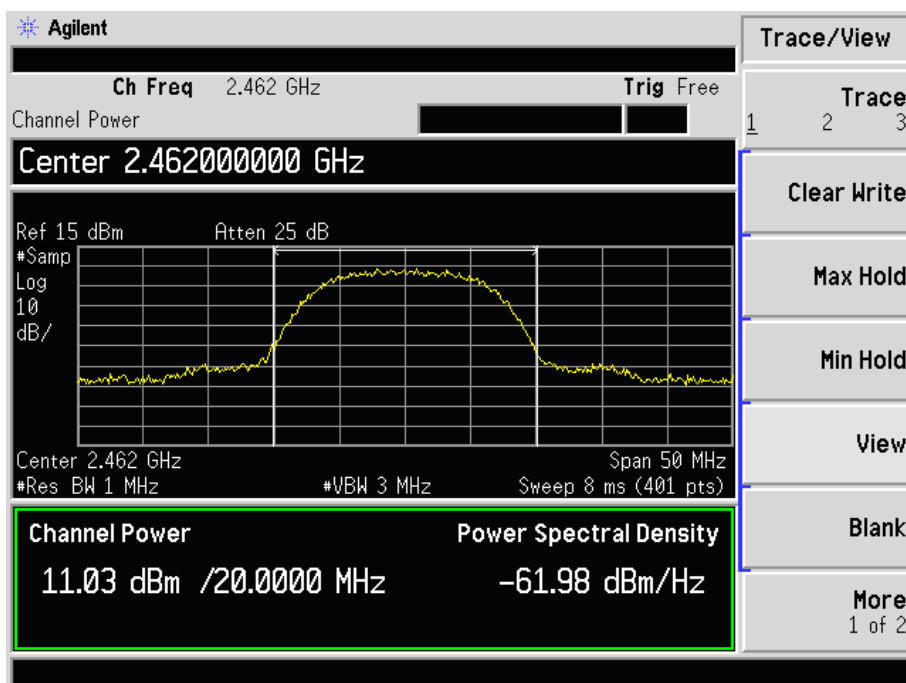 Agilent
Trace/View
Ch Freq 2.462 GHz Trig Free
Channel Power
Trace
1 2 3
Center 2.462000000 GHz
Clear Write
Ref 15 dBm Atten 25 dB
#Samp
Log
10
dB/
Max Hold
Min Hold
View
Center 2.462 GHz Span 50 MHz
#Res BW 1 MHz #VBW 3 MHz Sweep 8 ms (401 pts)
Channel Power Power Spectral Density
Blank
11.03 dBm /20.0000 MHz -61.98 dBm/Hz
More
1 of 2